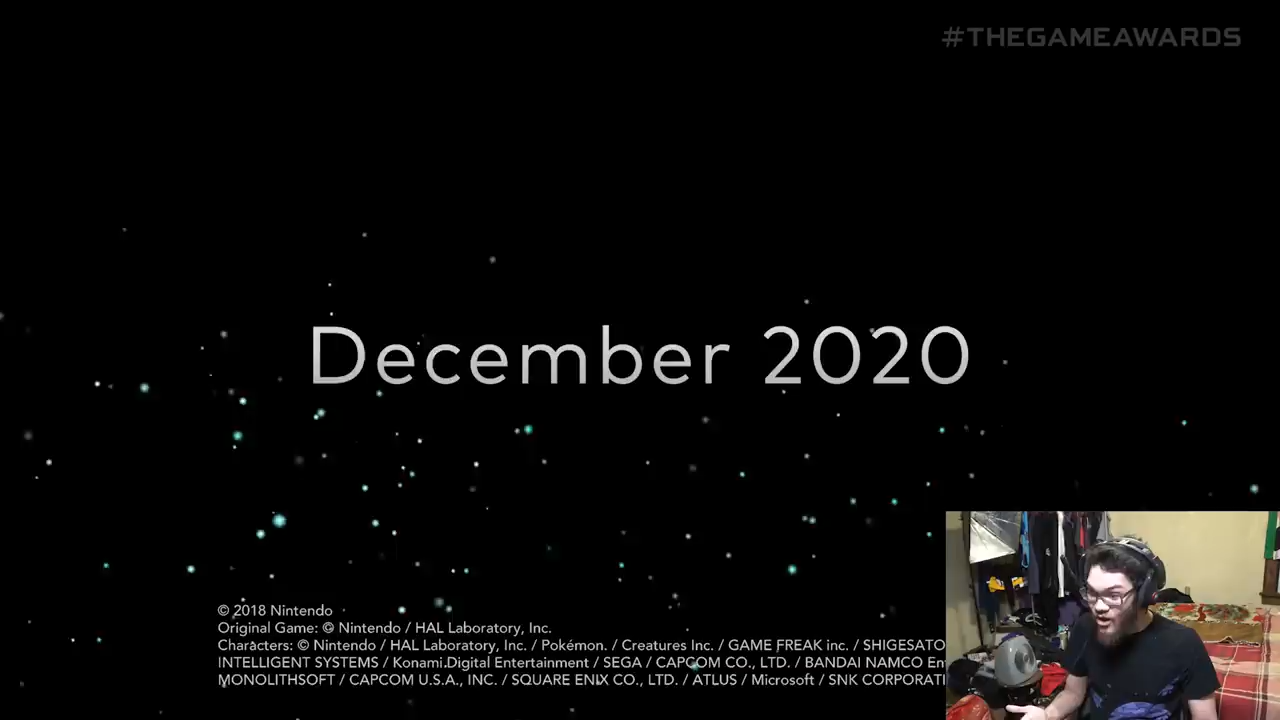 #THEGAMEAWARDS
December 2020
© 2018 Nintendo
Original Game: © Nintendo / HAL Laboratory, Inc.
Characters: © Nintendo / HAL Laboratory, Inc. / Pokémon. / Creatures Inc. / GAME FREAK inc. / SHIGESATO
INTELLIGENT SYSTEMS / Konami Digital Entertainment / SEGA / CAPCOM CO., LTD. / BANDAI NAMCO En
MONOLITHSOFT / CAPCOM U.S.A., INC. / SQUARE ENIX CO., LTD. / ATLUS / Microsoft / SNK CORPORATI